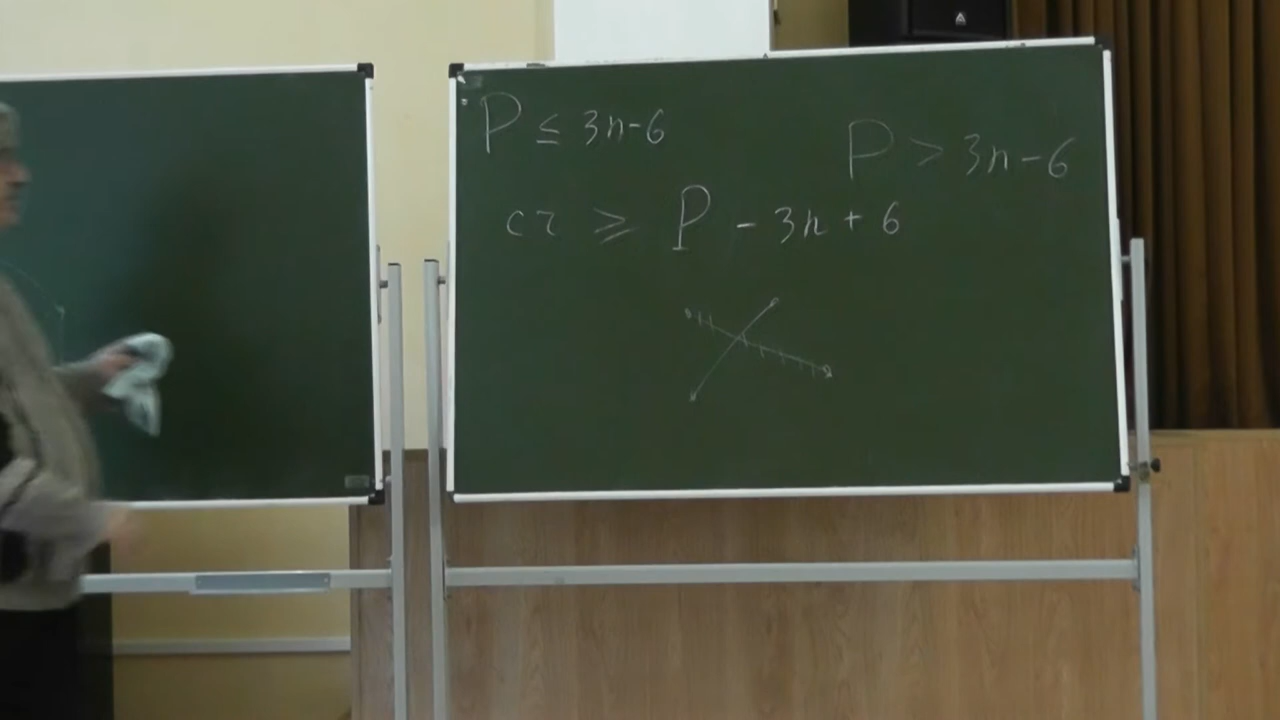 P ≤ 3n-6
P > 3n-6
cr ≥ P - 3n + 6